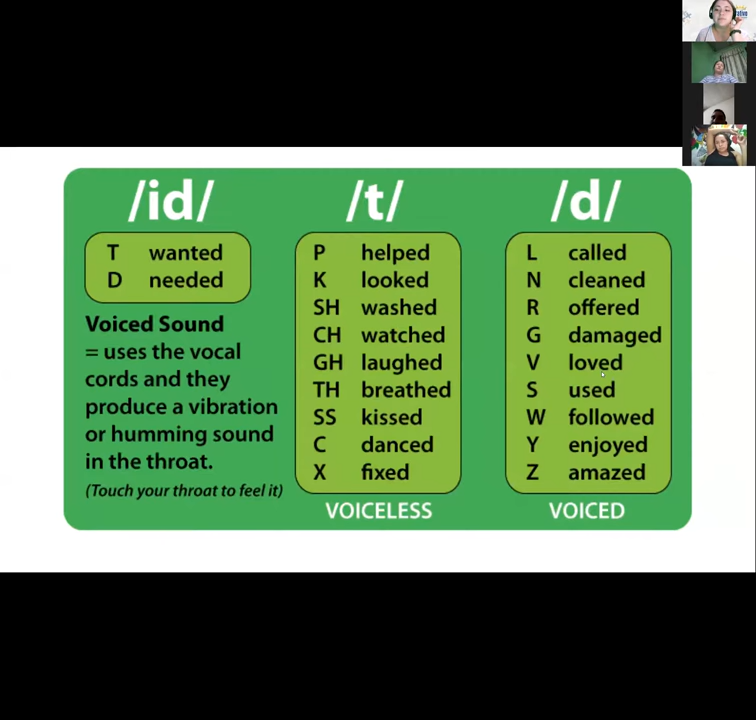 /id/
T wanted
D needed
Voiced Sound
= uses the vocal
cords and they
produce a vibration
or humming sound
in the throat.
(Touch your throat to feel it)
/t/
P helped
K looked
SH washed
CH watched
GH laughed
TH breathed
SS kissed
C danced
X fixed
VOICELESS
/d/
L called
N cleaned
R offered
G damaged
V loved
S used
W followed
Y enjoyed
Z amazed
VOICED